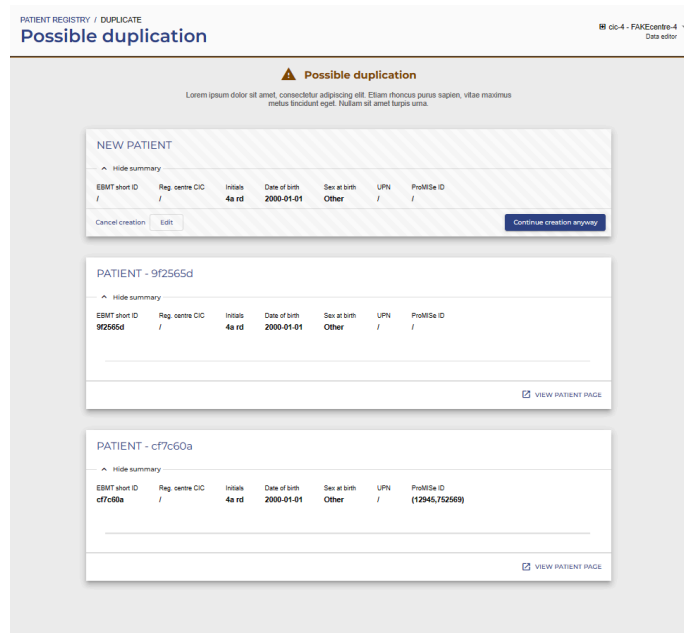 PATIENT REGISTRY / DUPLICATE
Possible duplication
cic-4 - FAKEcentre-4
Data editor
Possible duplication
Lorem ipsum dolor sit amet, consectetur adipiscing elit. Etiam rhoncus purus sapien, vitae maximus
metus tincidunt eget. Nullam sit amet turpis urna.
NEW PATIENT
Hide summary
EBMT short ID Reg. centre CIC Initials Date of birth Sex at birth UPN ProMISe ID
/ / 4a rd 2000-01-01 Other / /
Cancel creation Edit Continue creation anyway
PATIENT - 9f2565d
Hide summary
EBMT short ID Reg. centre CIC Initials Date of birth Sex at birth UPN ProMISe ID
9f2565d / 4a rd 2000-01-01 Other / /
VIEW PATIENT PAGE
PATIENT - cf7c60a
Hide summary
EBMT short ID Reg. centre CIC Initials Date of birth Sex at birth UPN ProMISe ID
cf7c60a / 4a rd 2000-01-01 Other / (12945,752569)
VIEW PATIENT PAGE